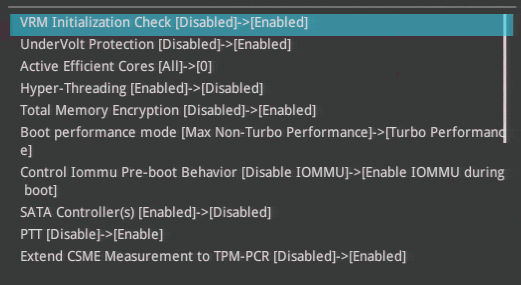 VRM Initialization Check [Disabled]->[Enabled]
UnderVolt Protection [Disabled]->[Enabled]
Active Efficient Cores [All]->[0]
Hyper-Threading [Enabled]->[Disabled]
Total Memory Encryption [Disabled]->[Enabled]
Boot performance mode [Max Non-Turbo Performance]->[Turbo Performanc
e]
Control Iommu Pre-boot Behavior [Disable IOMMU]->[Enable IOMMU during
boot]
SATA Controller(s) [Enabled]->[Disabled]
PTT [Disable]->[Enable]
Extend CSME Measurement to TPM-PCR [Disabled]->[Enabled]